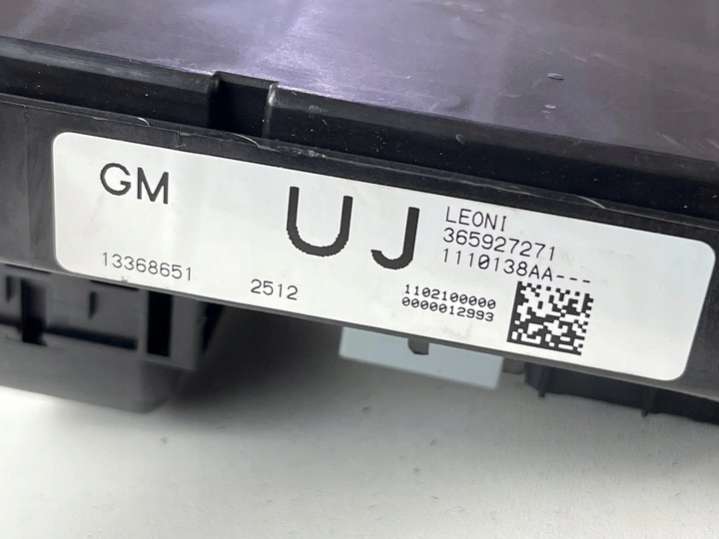 GM
13368651
2512
UJ
LEONI
365927271
1110138AA---
1102100000
0000012993